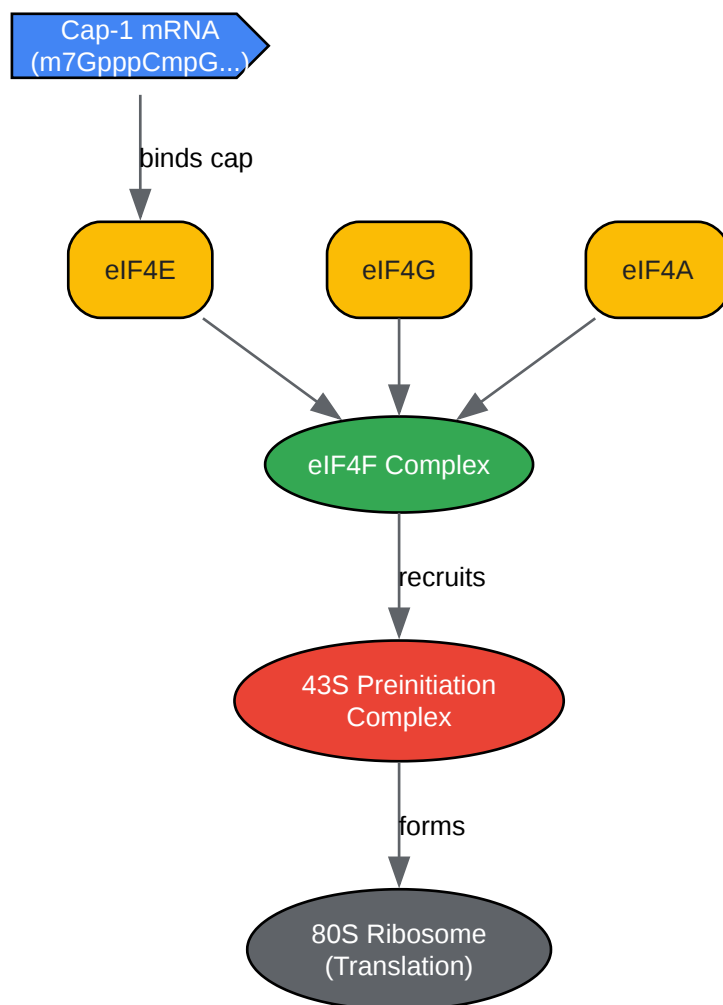 Cap-1 mRNA
(m7GpppCmpG...)
binds cap
eIF4E
eIF4G
eIF4A
eIF4F Complex
recruits
43S Preinitiation
Complex
forms
80S Ribosome
(Translation)